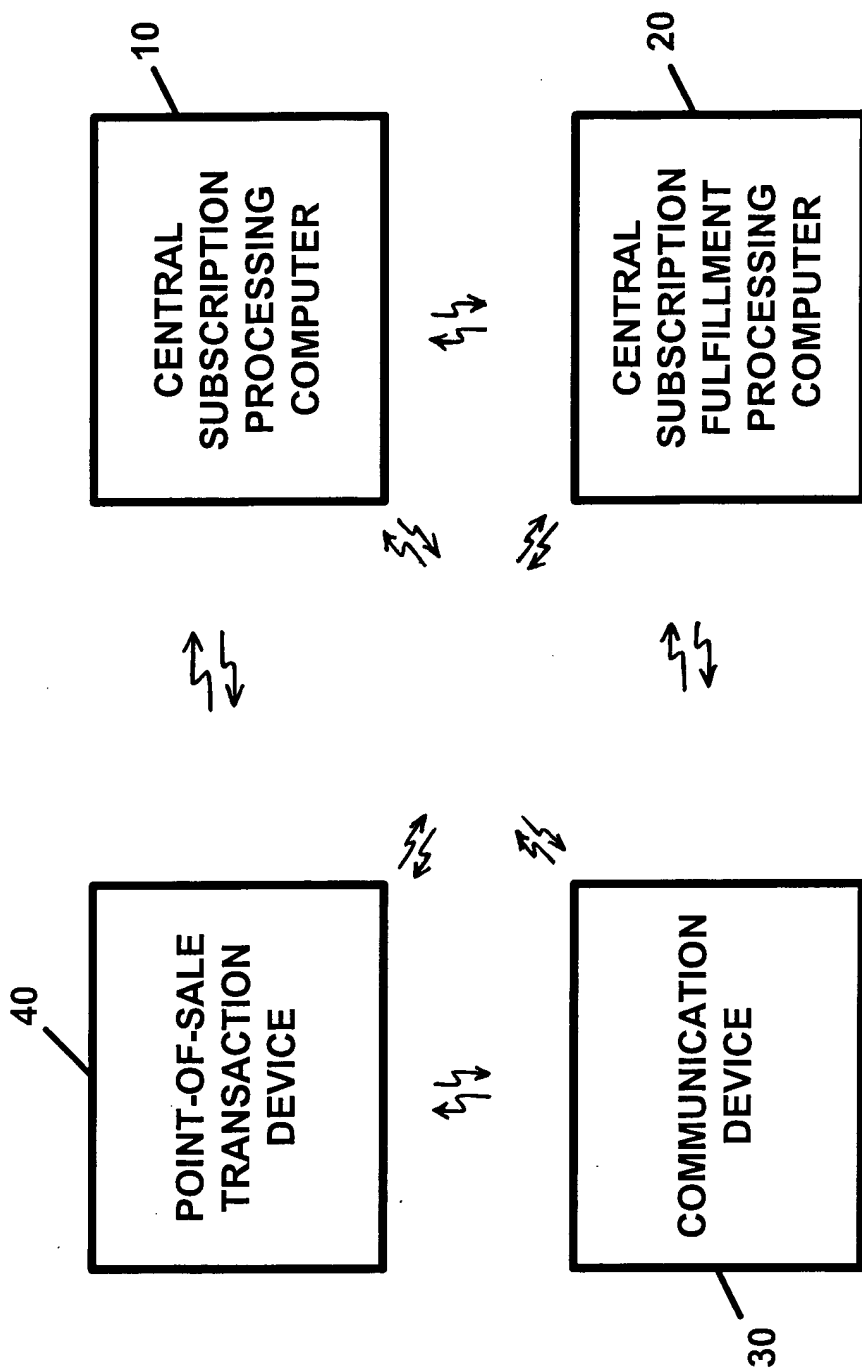 40
POINT-OF-SALE
TRANSACTION
DEVICE
10
CENTRAL
SUBSCRIPTION
PROCESSING
COMPUTER
30
COMMUNICATION
DEVICE
20
CENTRAL
SUBSCRIPTION
FULFILLMENT
PROCESSING
COMPUTER